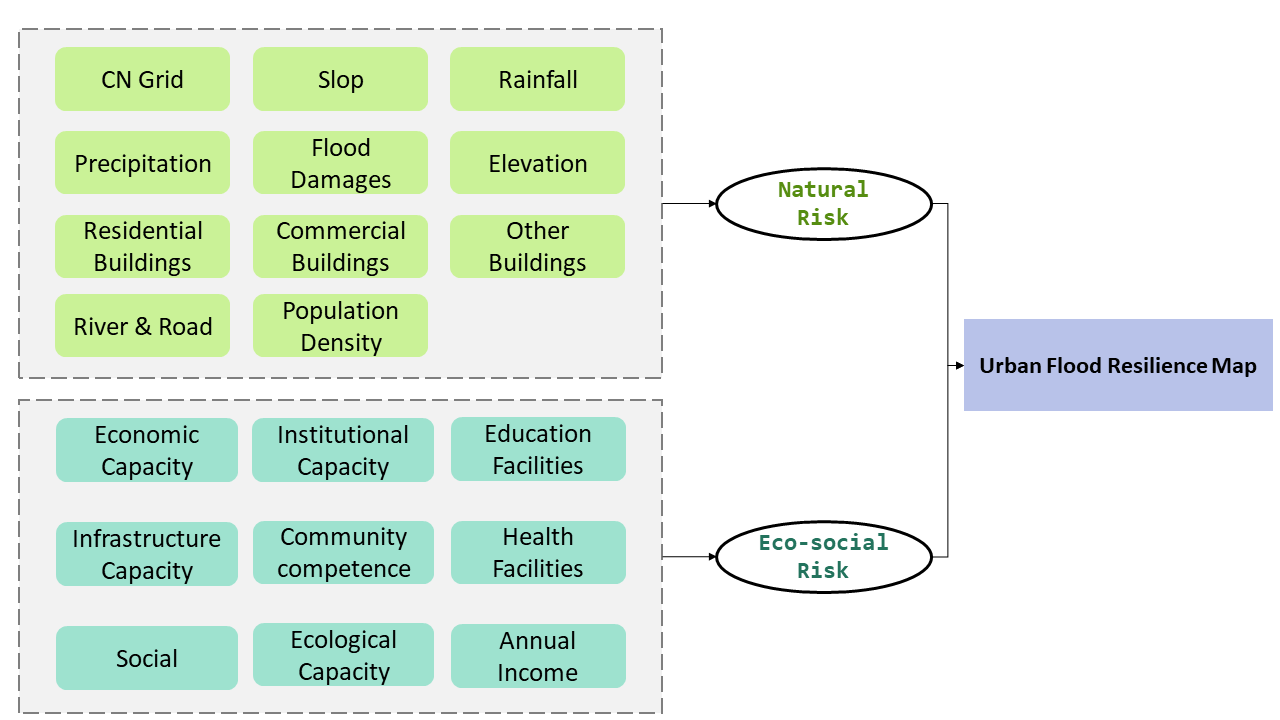 CN Grid
Slop
Rainfall
Precipitation
Flood
Damages
Elevation
Residential
Buildings
Commercial
Buildings
Other
Buildings
River & Road
Population
Density
Natural
Risk
Urban Flood Resilience Map
Economic
Capacity
Institutional
Capacity
Education
Facilities
Infrastructure
Capacity
Community
competence
Health
Facilities
Social
Ecological
Capacity
Annual
Income
Eco-social
Risk